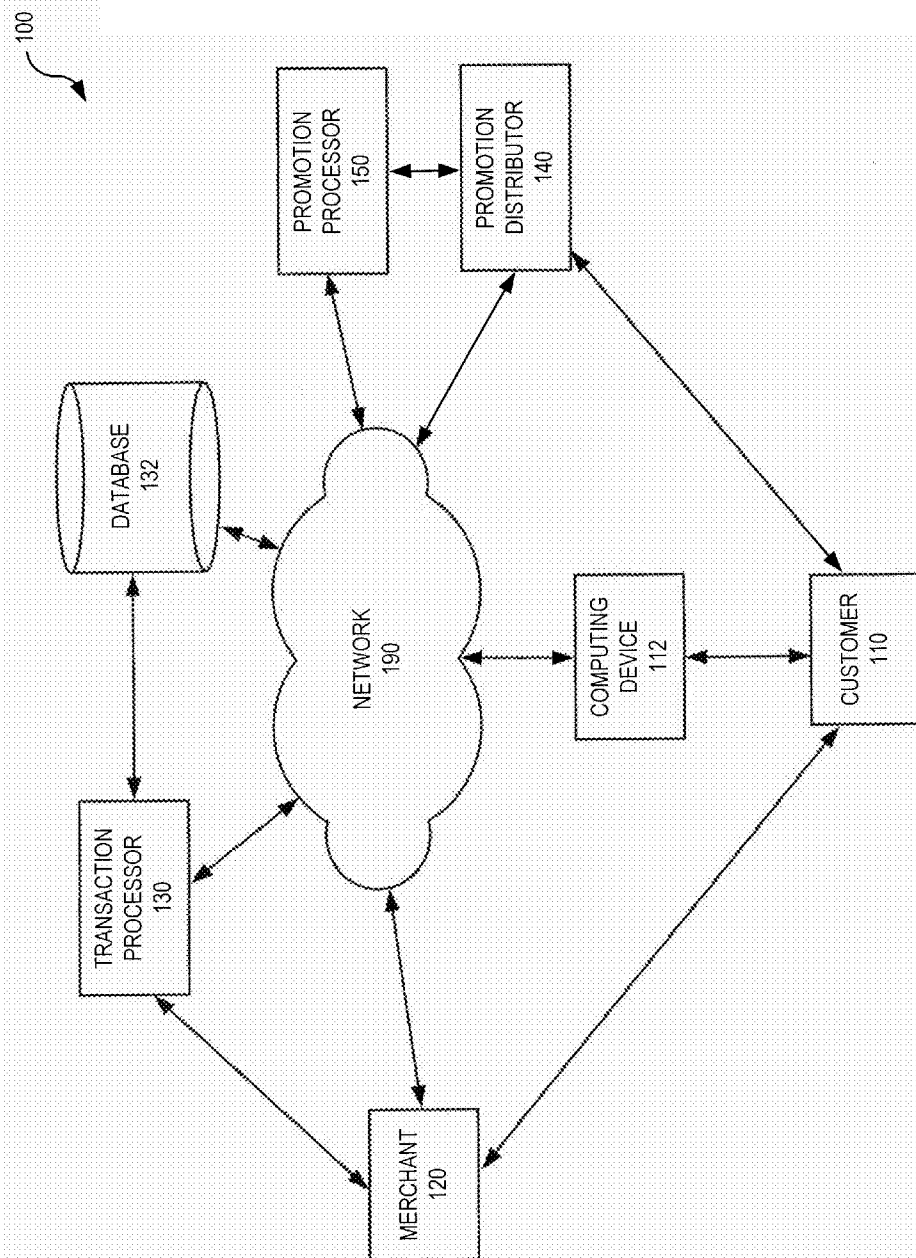 100
TRANSACTION
PROCESSOR
130
DATABASE
132
PROMOTION
PROCESSOR
150
PROMOTION
DISTRIBUTOR
140
NETWORK
190
MERCHANT
120
COMPUTING
DEVICE
112
CUSTOMER
110